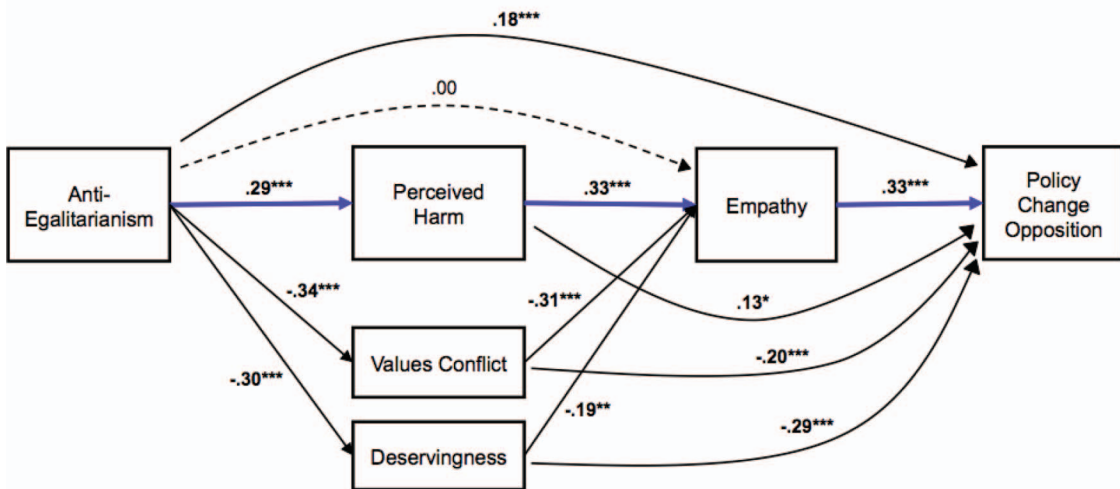 .18***
.00
Anti-
Egalitarianism
.29***
Perceived
Harm
.33***
Empathy
.33***
Policy
Change
Opposition
-.34***
-.31***
.13*
Values Conflict
-.20***
-.30***
-.19**
-.29***
Deservingness